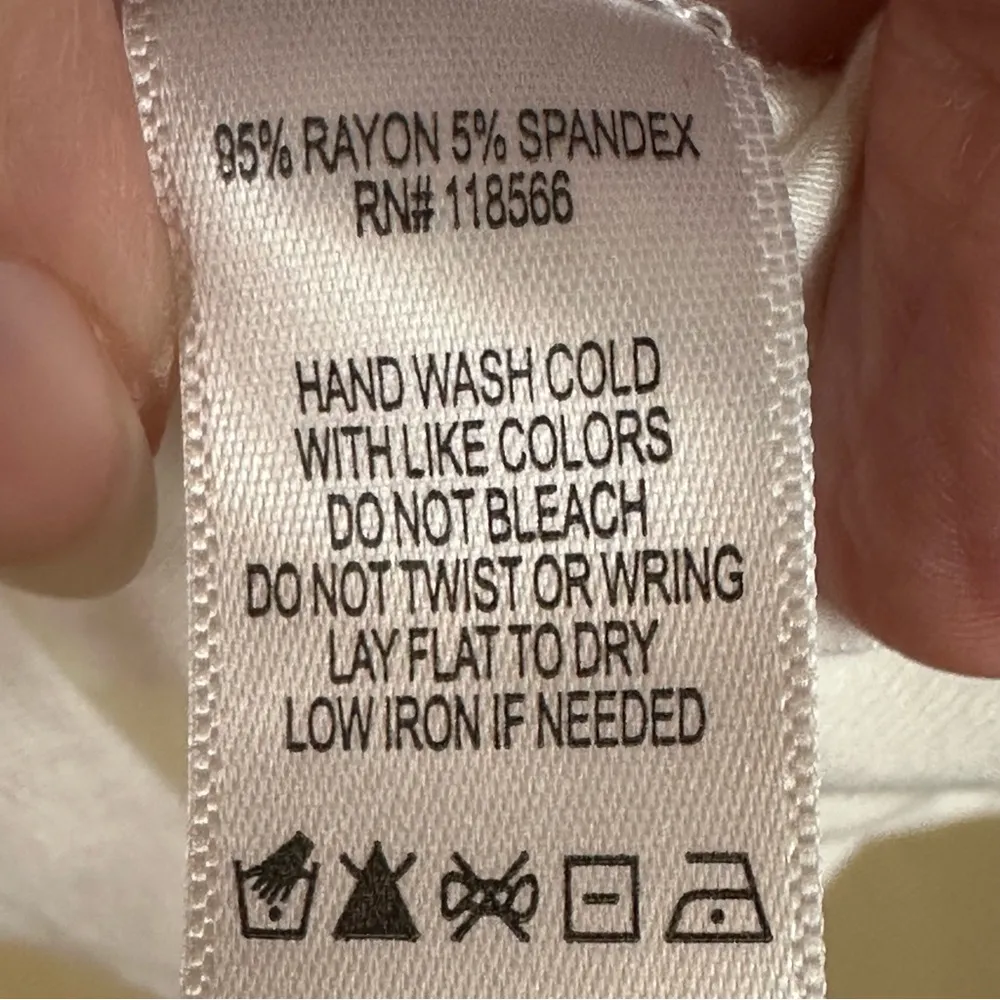 95% RAYON 5% SPANDEX
RN# 118566
HAND WASH COLD
WITH LIKE COLORS
DO NOT BLEACH
DO NOT TWIST OR WRING
LAY FLAT TO DRY
LOW IRON IF NEEDED